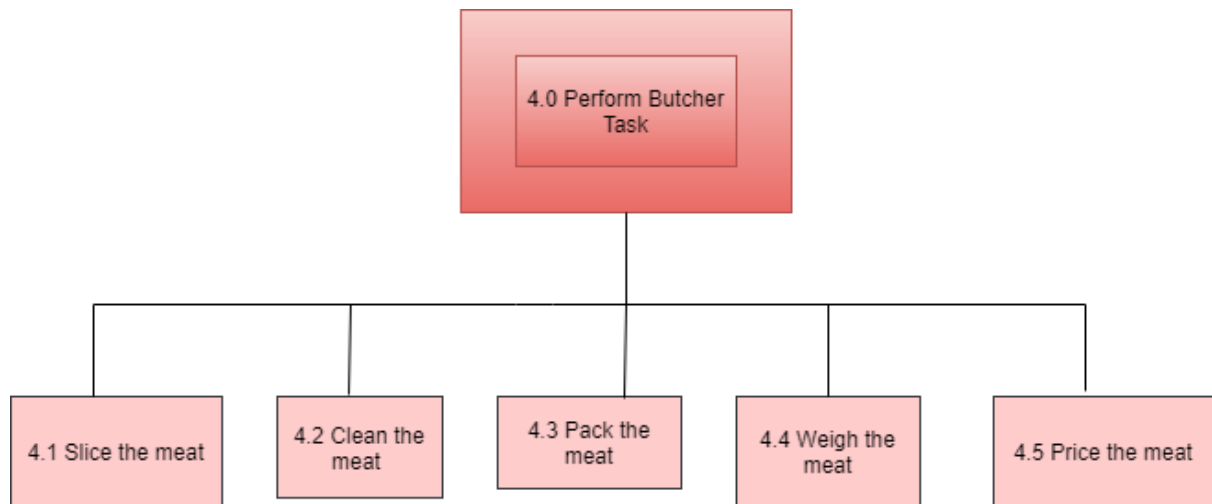 4.0 Perform Butcher
Task
4.1 Slice the meat
4.2 Clean the
meat
4.3 Pack the
meat
4.4 Weigh the
meat
4.5 Price the meat